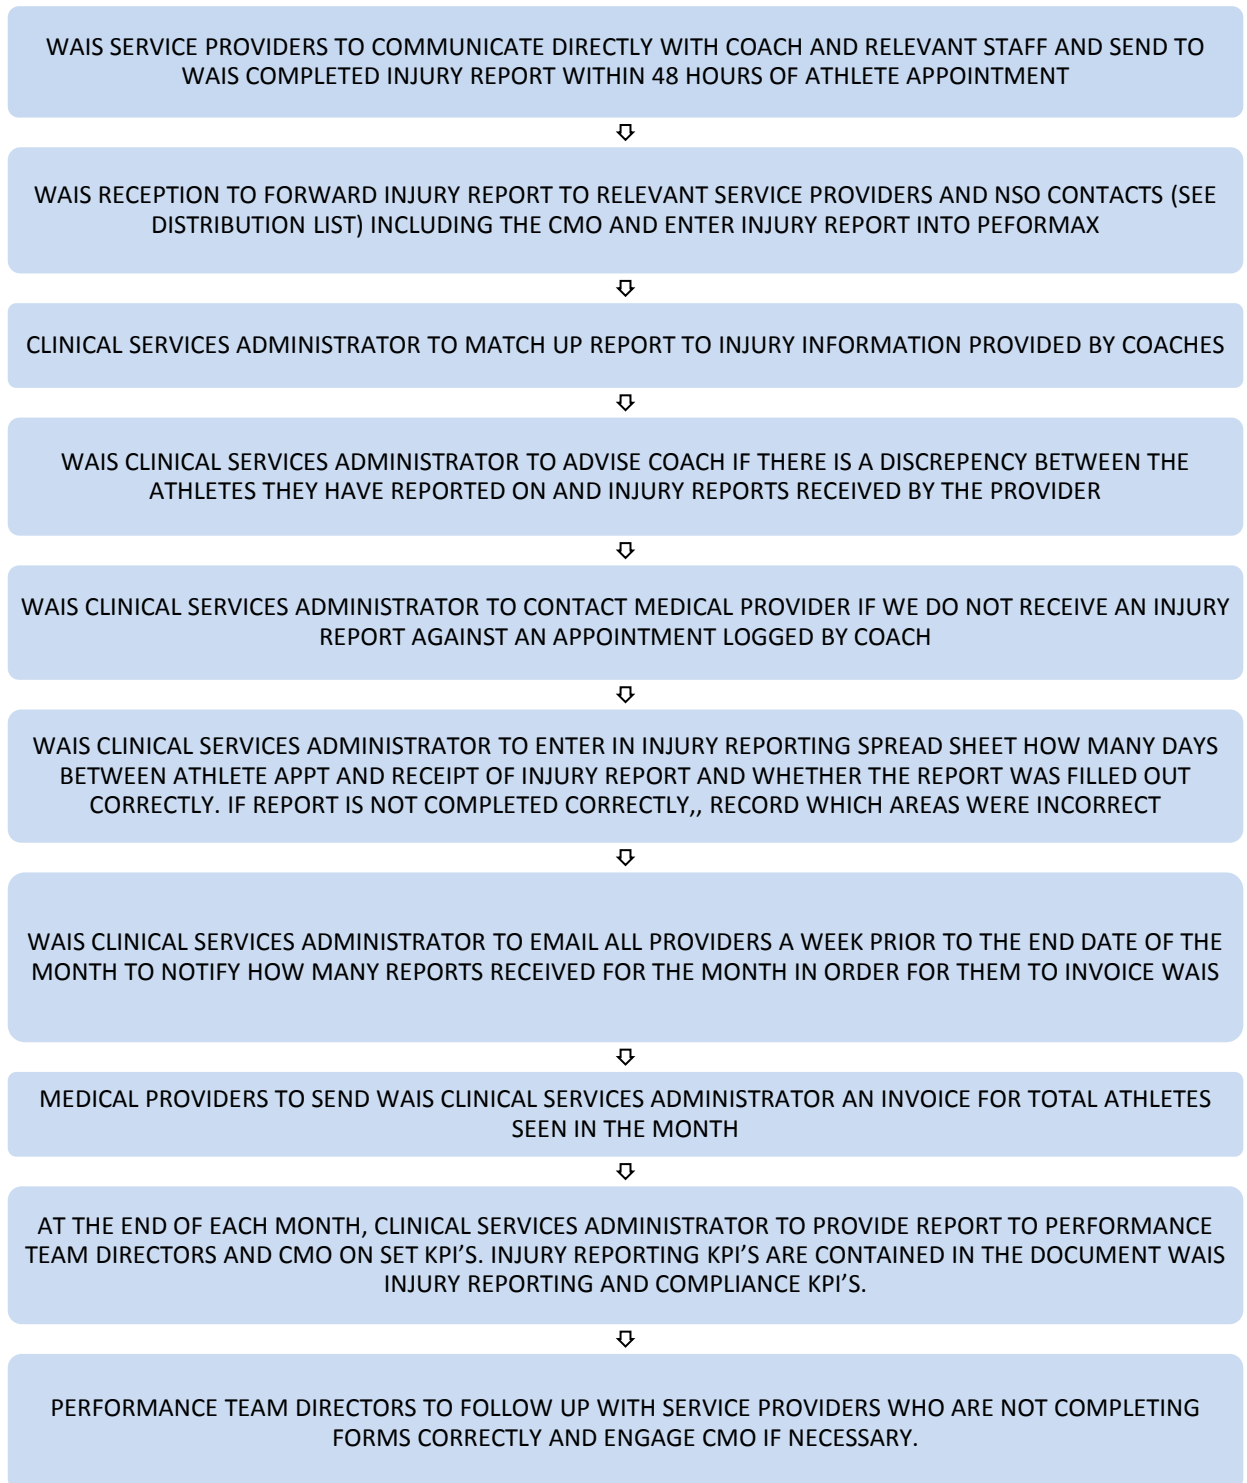 WAIS SERVICE PROVIDERS TO COMMUNICATE DIRECTLY WITH COACH AND RELEVANT STAFF AND SEND TO
WAIS COMPLETED INJURY REPORT WITHIN 48 HOURS OF ATHLETE APPOINTMENT
WAIS RECEPTION TO FORWARD INJURY REPORT TO RELEVANT SERVICE PROVIDERS AND NSO CONTACTS (SEE
DISTRIBUTION LIST) INCLUDING THE CMO AND ENTER INJURY REPORT INTO PEFORMAX
CLINICAL SERVICES ADMINISTRATOR TO MATCH UP REPORT TO INJURY INFORMATION PROVIDED BY COACHES
WAIS CLINICAL SERVICES ADMINISTRATOR TO ADVISE COACH IF THERE IS A DISCREPENCY BETWEEN THE
ATHLETES THEY HAVE REPORTED ON AND INJURY REPORTS RECEIVED BY THE PROVIDER
WAIS CLINICAL SERVICES ADMINISTRATOR TO CONTACT MEDICAL PROVIDER IF WE DO NOT RECEIVE AN INJURY
REPORT AGAINST AN APPOINTMENT LOGGED BY COACH
WAIS CLINICAL SERVICES ADMINISTRATOR TO ENTER IN INJURY REPORTING SPREAD SHEET HOW MANY DAYS
BETWEEN ATHLETE APPT AND RECEIPT OF INJURY REPORT AND WHETHER THE REPORT WAS FILLED OUT
CORRECTLY. IF REPORT IS NOT COMPLETED CORRECTLY,, RECORD WHICH AREAS WERE INCORRECT
WAIS CLINICAL SERVICES ADMINISTRATOR TO EMAIL ALL PROVIDERS A WEEK PRIOR TO THE END DATE OF THE
MONTH TO NOTIFY HOW MANY REPORTS RECEIVED FOR THE MONTH IN ORDER FOR THEM TO INVOICE WAIS
MEDICAL PROVIDERS TO SEND WAIS CLINICAL SERVICES ADMINISTRATOR AN INVOICE FOR TOTAL ATHLETES
SEEN IN THE MONTH
AT THE END OF EACH MONTH, CLINICAL SERVICES ADMINISTRATOR TO PROVIDE REPORT TO PERFORMANCE
TEAM DIRECTORS AND CMO ON SET KPI’S. INJURY REPORTING KPI’S ARE CONTAINED IN THE DOCUMENT WAIS
INJURY REPORTING AND COMPLIANCE KPI’S.
PERFORMANCE TEAM DIRECTORS TO FOLLOW UP WITH SERVICE PROVIDERS WHO ARE NOT COMPLETING
FORMS CORRECTLY AND ENGAGE CMO IF NECESSARY.